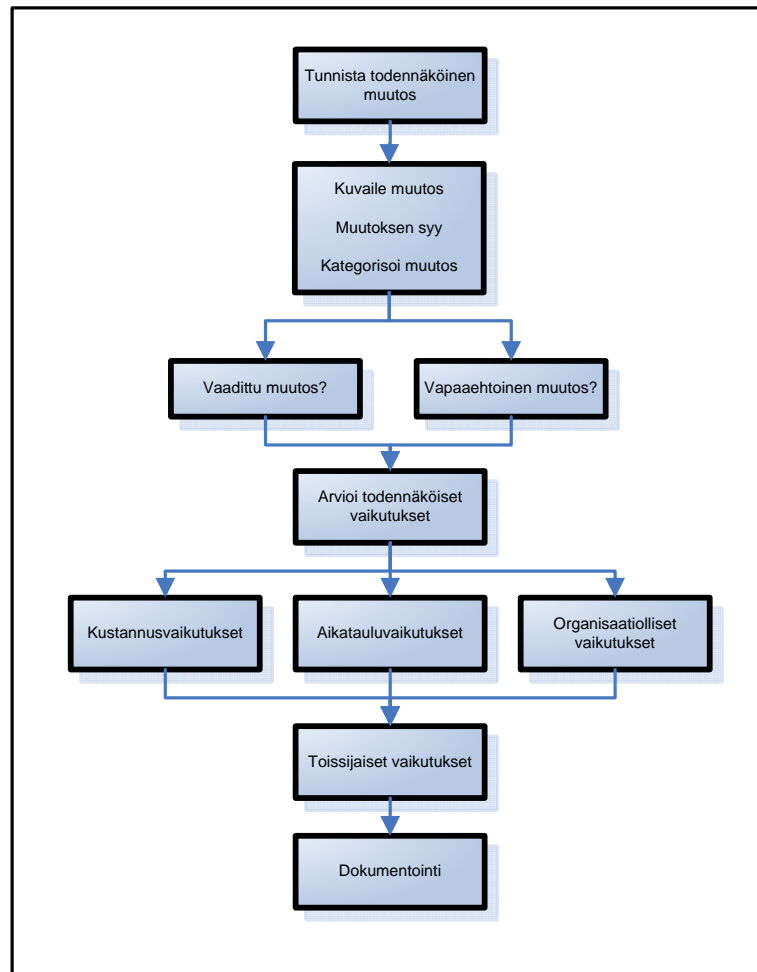 Tunnista todennäköinen
muutos
Kuvaile muutos
Muutoksen syy
Kategorisoi muutos
Vaadittu muutos?
Vapaaehtoinen muutos?
Arvioi todennäköiset
vaikutukset
Kustannusvaikutukset
Aikatauluvaikutukset
Organisaatiolliset
vaikutukset
Toissijaiset vaikutukset
Dokumentointi